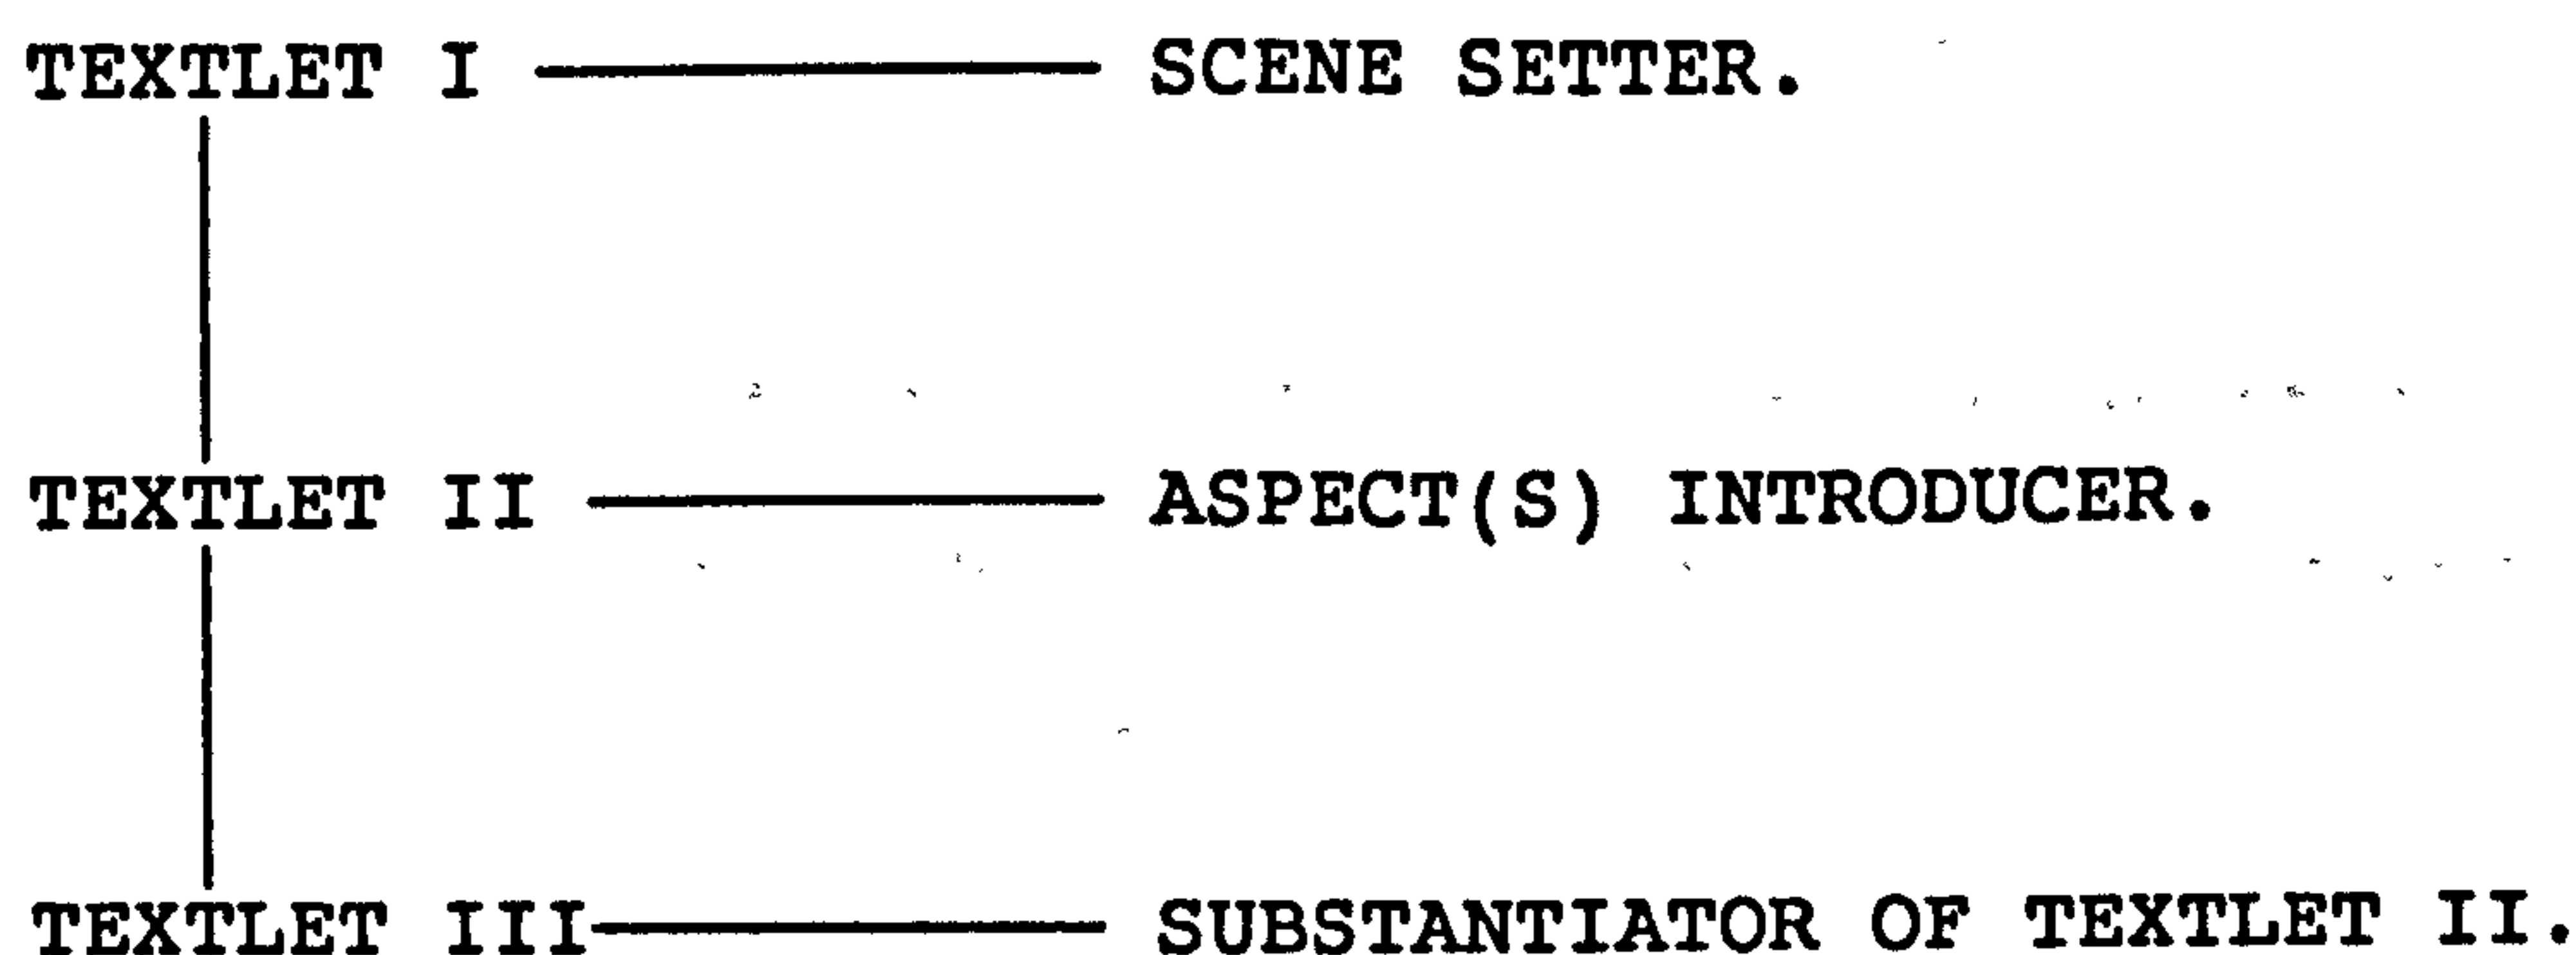 TEXTLET I SCENE SETTER.
TEXTLET II ASPECT(S) INTRODUCER.
TEXTLET III SUBSTANTIATOR OF TEXTLET II.